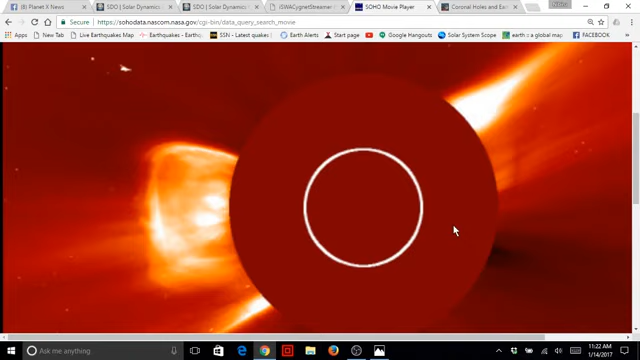 (8) Planet X News
SDO | Solar Dynamics
SDO | Solar Dynamics
iSWACygnetStreamer
SOHO Movie Player
Coronal Holes and Ear
Secure https://sohodata.nascom.nasa.gov/cgi-bin/data_query_search_movie
Apps New Tab Live Earthquakes Map Earthquakes - Earthq SSN - Latest quakes | Earth Alerts Start page Google Hangouts Solar System Scope earth :: a global map FACEBOOK
Ask me anything
11:22 AM
1/14/2017